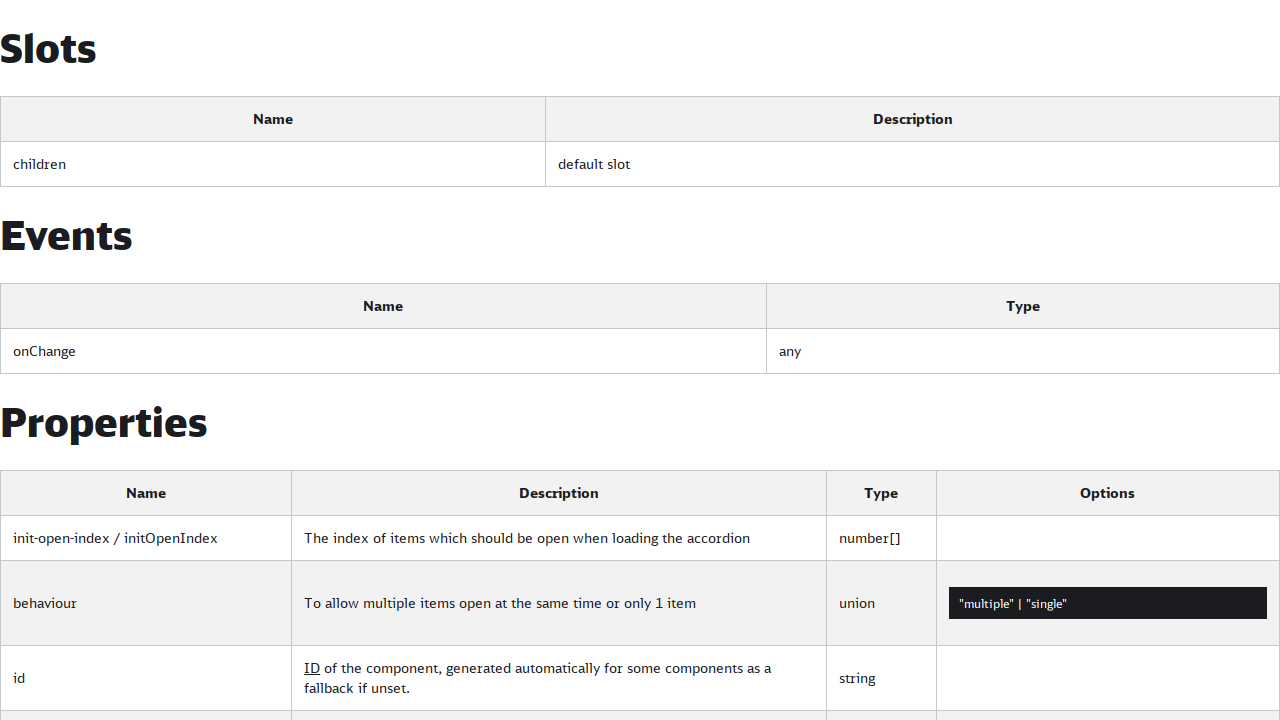 Slots
Name Description
children default slot
Events
Name Type
onChange any
Properties
Name Description Type Options
init-open-index / initOpenIndex The index of items which should be open when loading the accordion number[]
behaviour To allow multiple items open at the same time or only 1 item union "multiple" | "single"
id ID of the component, generated automatically for some components as a string
fallback if unset.